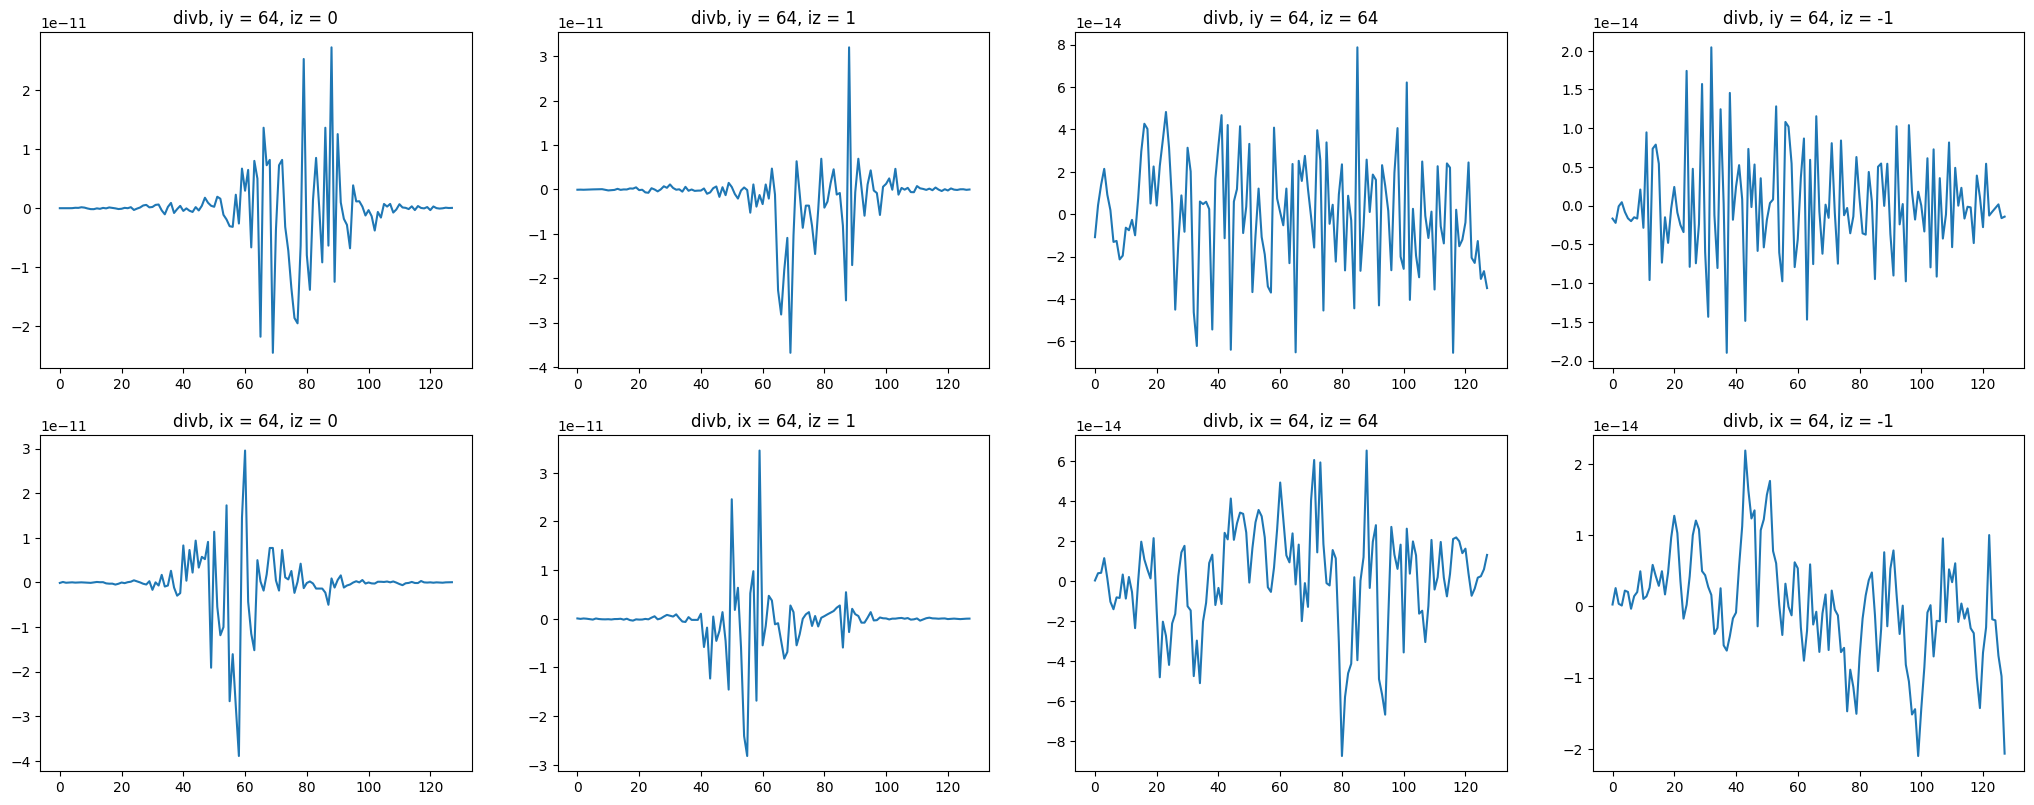 divb, iy = 64, iz = 0
1e−11
2
1
0
−1
−2
0 20 40 60 80 100 120
divb, iy = 64, iz = 1
1e−11
3
2
1
0
−1
−2
−3
−4
0 20 40 60 80 100 120
divb, iy = 64, iz = 64
1e−14
8
6
4
2
0
−2
−4
−6
0 20 40 60 80 100 120
divb, iy = 64, iz = -1
1e−14
2.0
1.5
1.0
0.5
0.0
−0.5
−1.0
−1.5
−2.0
0 20 40 60 80 100 120
divb, ix = 64, iz = 0
1e−11
3
2
1
0
−1
−2
−3
−4
0 20 40 60 80 100 120
divb, ix = 64, iz = 1
1e−11
3
2
1
0
−1
−2
−3
0 20 40 60 80 100 120
divb, ix = 64, iz = 64
1e−14
6
4
2
0
−2
−4
−6
−8
0 20 40 60 80 100 120
divb, ix = 64, iz = -1
1e−14
2
1
0
−1
−2
0 20 40 60 80 100 120